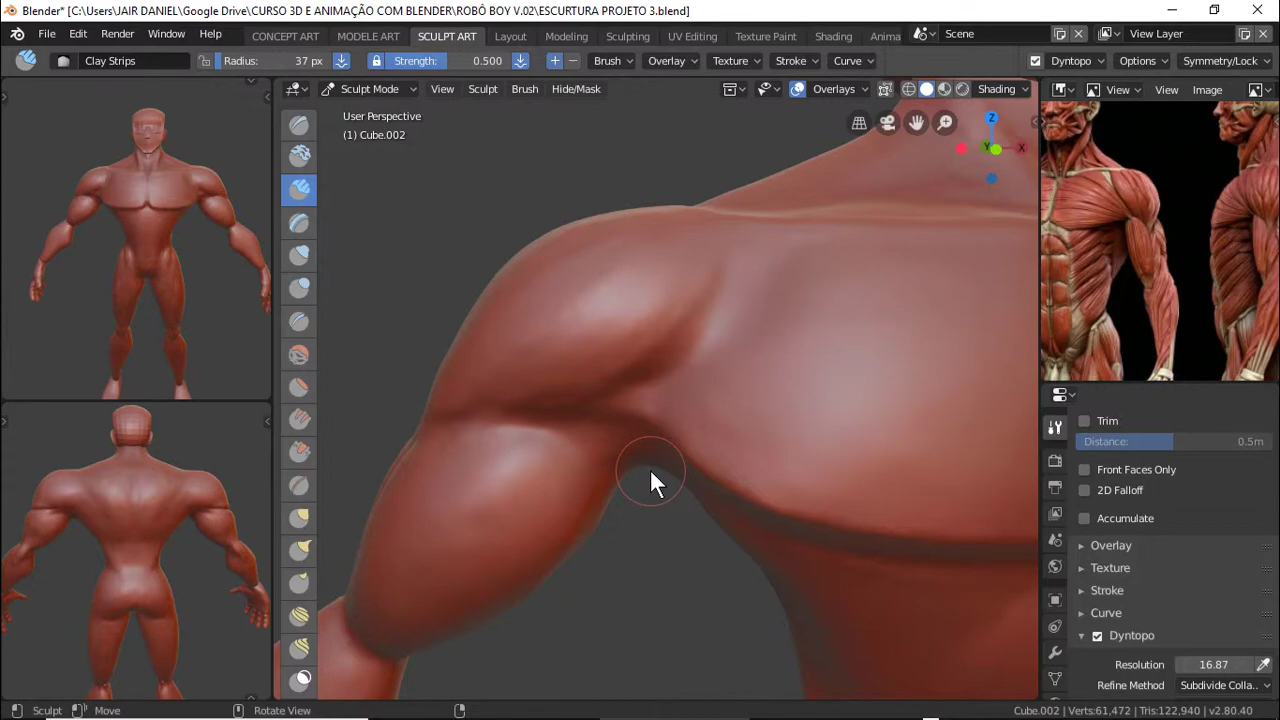 Blender* [C:\Users\JAIR DANIEL\Google Drive\CURSO 3D E ANIMAÇÃO COM BLENDER\ROBÔ BOY V.02\ESCURTURA PROJETO 3.blend]
File Edit Render Window Help CONCEPT ART MODELE ART SCULPT ART Layout Modeling Sculpting UV Editing Texture Paint Shading Anima Scene View Layer
Clay Strips Radius: 37 px Strength: 0.500 Brush Overlay Texture Stroke Curve Dyntopo Options Symmetry/Lock
Sculpt Mode View Sculpt Brush Hide/Mask Overlays Shading View View Image
User Perspective
(1) Cube.002
Z
Y X
Trim
Distance: 0.5m
Front Faces Only
2D Falloff
Accumulate
Overlay
Texture
Stroke
Curve
Dyntopo
Resolution 16.87
Refine Method Subdivide Colla..
Sculpt Move Rotate View Cube.002 | Verts:61,472 | Tris:122,940 | v2.80.40